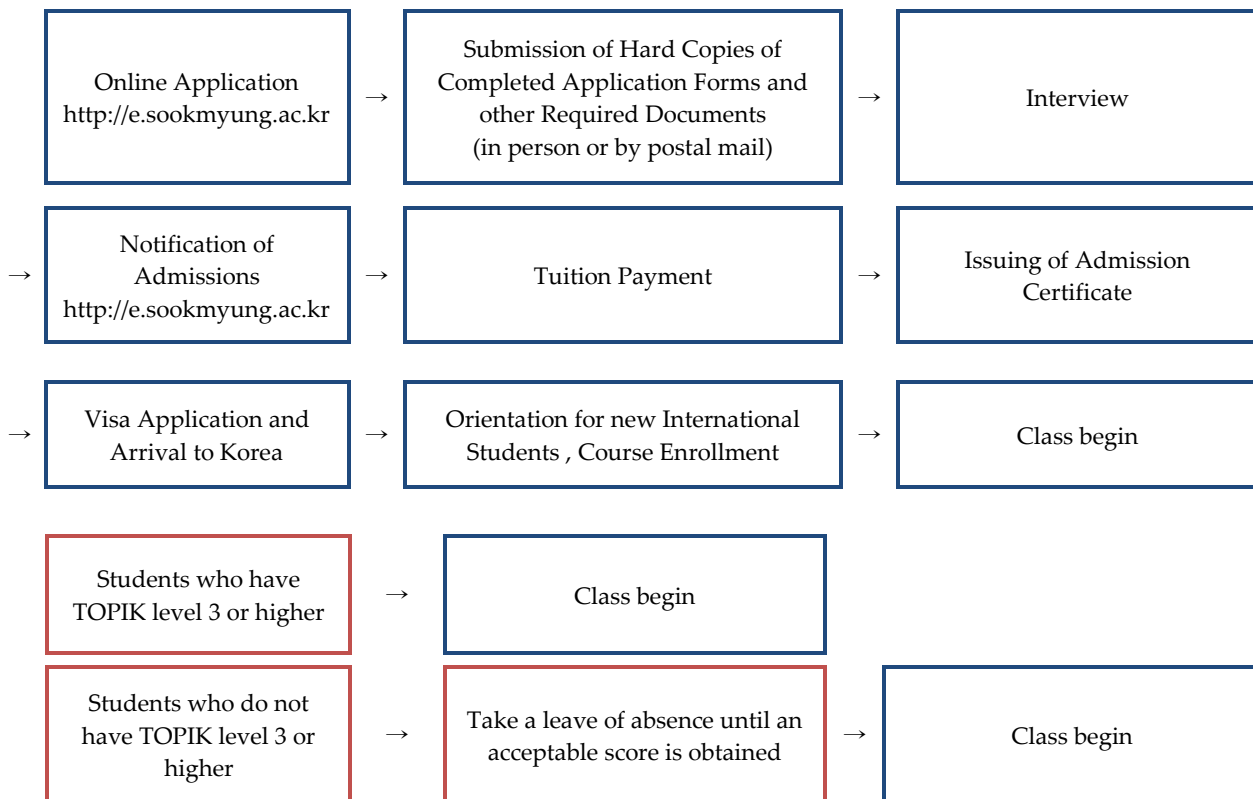 Online Application
http://e.sookmyung.ac.kr
→
Submission of Hard Copies of
Completed Application Forms and
other Required Documents
(in person or by postal mail)
→
Interview
→
Notification of
Admissions
http://e.sookmyung.ac.kr
→
Tuition Payment
→
Issuing of Admission
Certificate
→
Visa Application and
Arrival to Korea
→
Orientation for new International
Students , Course Enrollment
→
Class begin
Students who have
TOPIK level 3 or higher
→
Class begin
Students who do not
have TOPIK level 3 or
higher
→
Take a leave of absence until an
acceptable score is obtained
→
Class begin